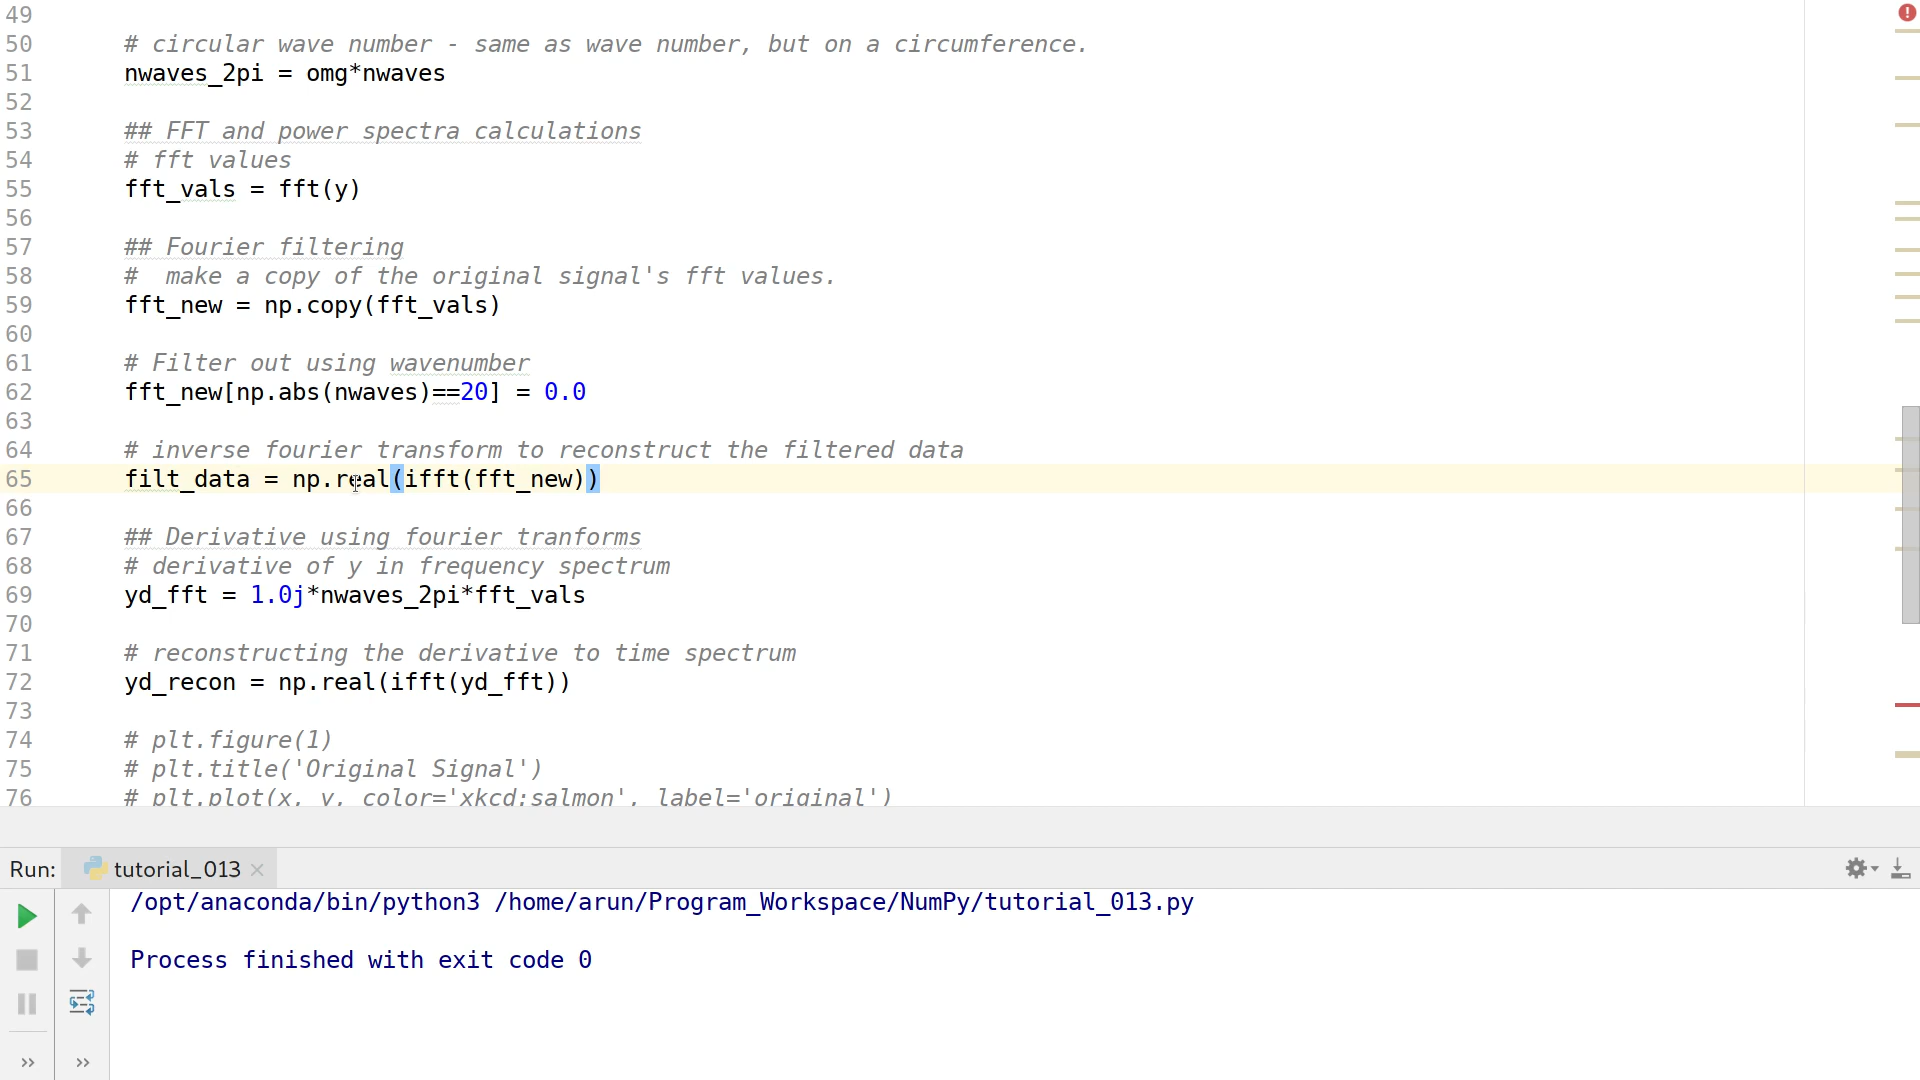 49
50 # circular wave number - same as wave number, but on a circumference.
51 nwaves_2pi = omg*nwaves
52
53 ## FFT and power spectra calculations
54 # fft values
55 fft_vals = fft(y)
56
57 ## Fourier filtering
58 #  make a copy of the original signal's fft values.
59 fft_new = np.copy(fft_vals)
60
61 # Filter out using wavenumber
62 fft_new[np.abs(nwaves)==20] = 0.0
63
64 # inverse fourier transform to reconstruct the filtered data
65 filt_data = np.real(ifft(fft_new))
66
67 ## Derivative using fourier tranforms
68 # derivative of y in frequency spectrum
69 yd_fft = 1.0j*nwaves_2pi*fft_vals
70
71 # reconstructing the derivative to time spectrum
72 yd_recon = np.real(ifft(yd_fft))
73
74 # plt.figure(1)
75 # plt.title('Original Signal')
76 # plt.plot(x, y, color='xkcd:salmon', label='original')
Run: tutorial_013
/opt/anaconda/bin/python3 /home/arun/Program_Workspace/NumPy/tutorial_013.py
Process finished with exit code 0